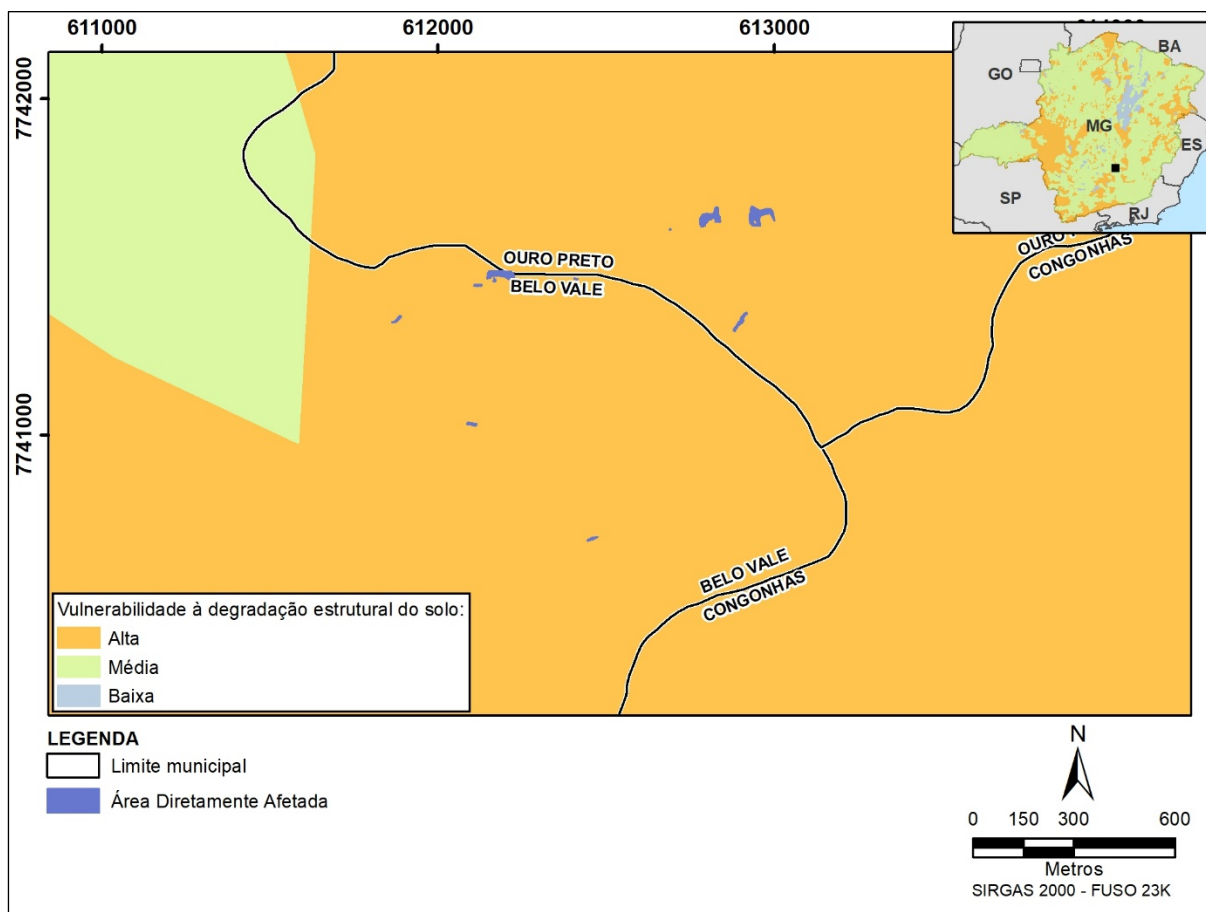 611000
612000
613000
7742000
7741000
BA
GO
MG
ES
SP
RJ
OURO PRETO
BELO VALE
OURO
CONGONHAS
BELO VALE
CONGONHAS
Vulnerabilidade à degradação estrutural do solo:
Alta
Média
Baixa
LEGENDA
Limite municipal
Área Diretamente Afetada
N
0 150 300 600
Metros
SIRGAS 2000 - FUSO 23K